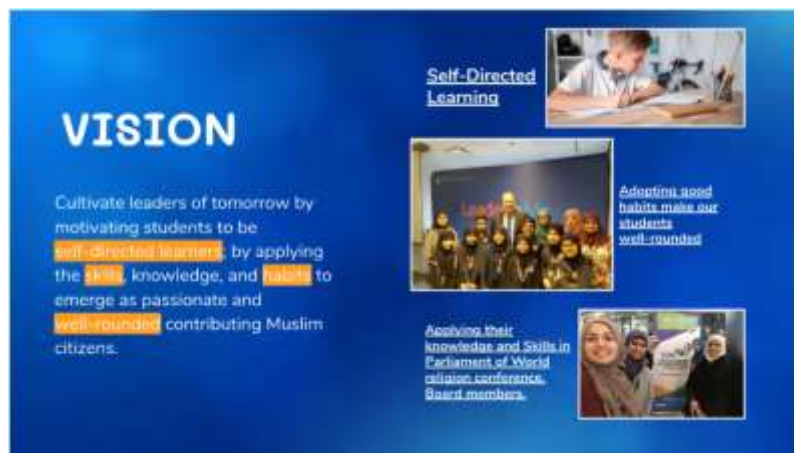 VISION
Cultivate leaders of tomorrow by
motivating students to be
self-directed learners; by applying
the skills, knowledge, and habits to
emerge as passionate and
well-rounded contributing Muslim
citizens.
Self-Directed
Learning
Adopting good
habits make our
students
well-rounded
Applying their
knowledge and Skills in
Parliament of World
religion conference.
Board members.